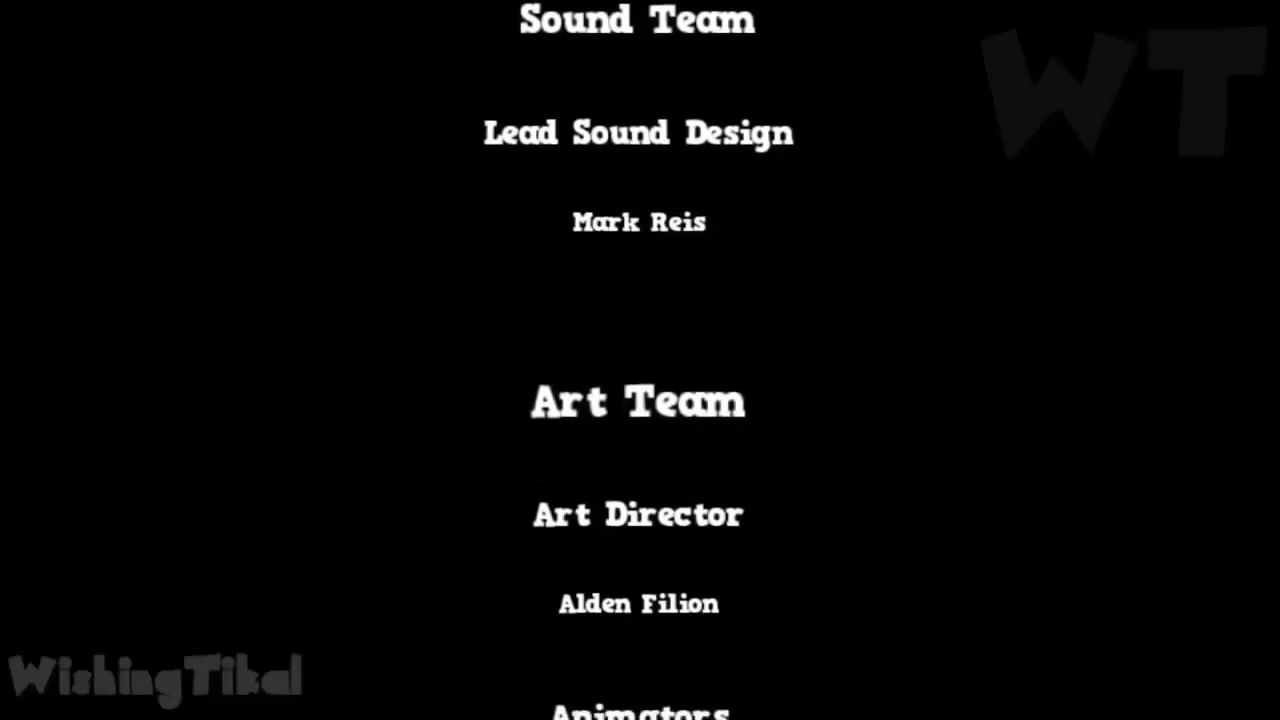 Sound Team
WT
Lead Sound Design
Mark Reis
Art Team
Art Director
Alden Filion
WishingTikal
Animators